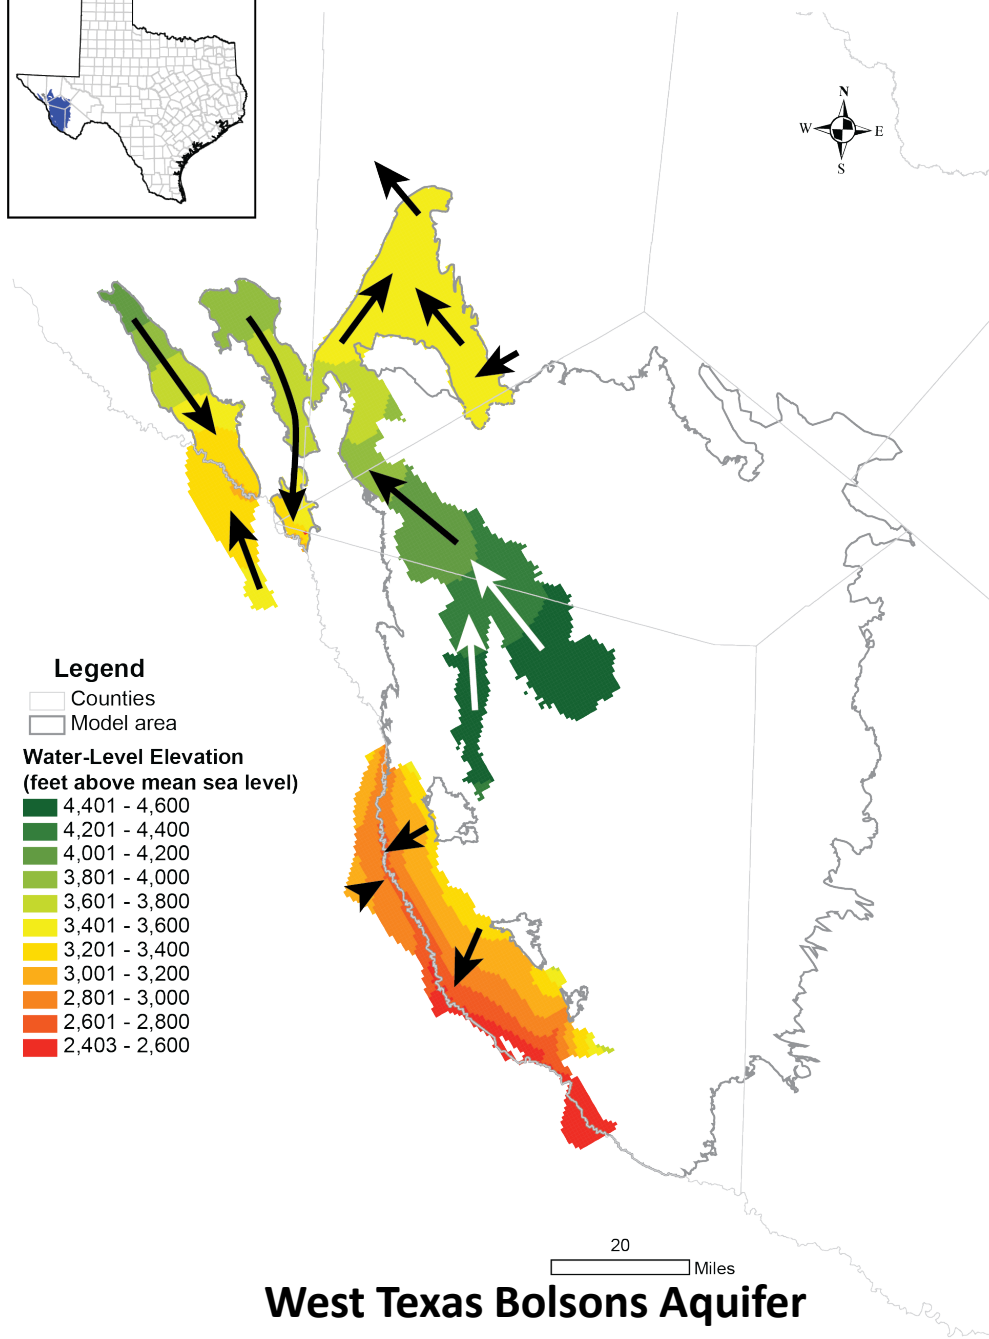 N
W E
S
Legend
Counties
Model area
Water-Level Elevation
(feet above mean sea level)
4,401 - 4,600
4,201 - 4,400
4,001 - 4,200
3,801 - 4,000
3,601 - 3,800
3,401 - 3,600
3,201 - 3,400
3,001 - 3,200
2,801 - 3,000
2,601 - 2,800
2,403 - 2,600
20
Miles
West Texas Bolsons Aquifer